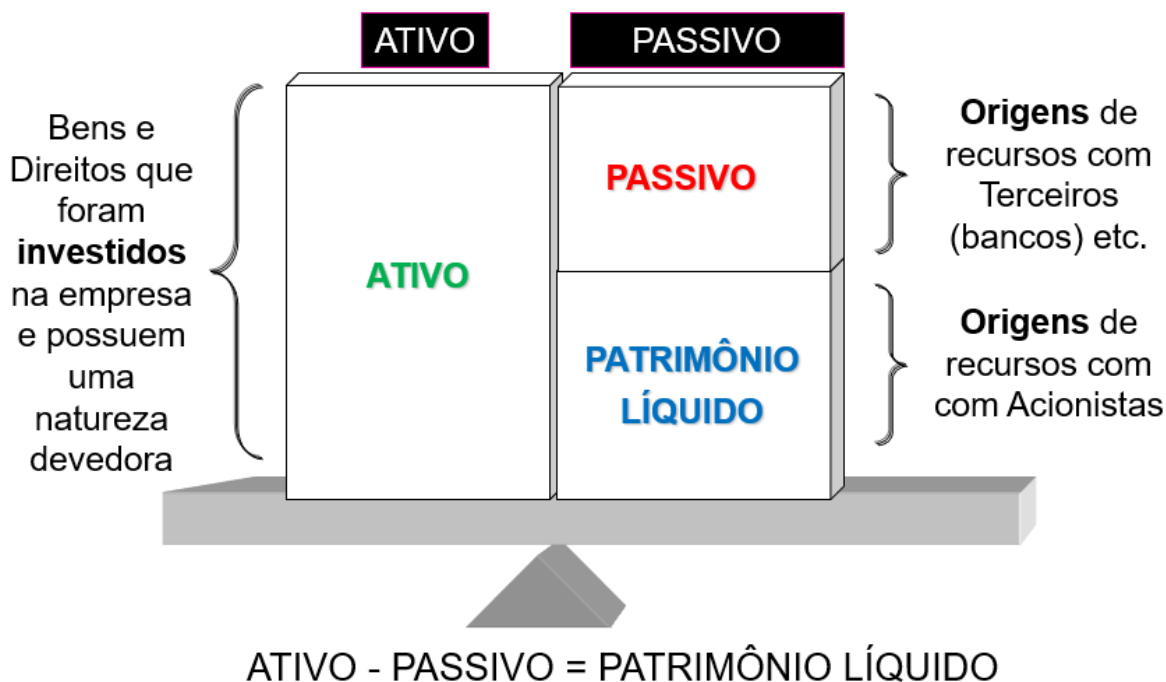 ATIVO
PASSIVO
Bens e
Direitos que
foram
investidos
na empresa
e possuem
uma
natureza
devedora
ATIVO
PASSIVO
PATRIMÔNIO
LÍQUIDO
Origens de
recursos com
Terceiros
(bancos) etc.
Origens de
recursos com
com Acionistas
ATIVO - PASSIVO = PATRIMÔNIO LÍQUIDO